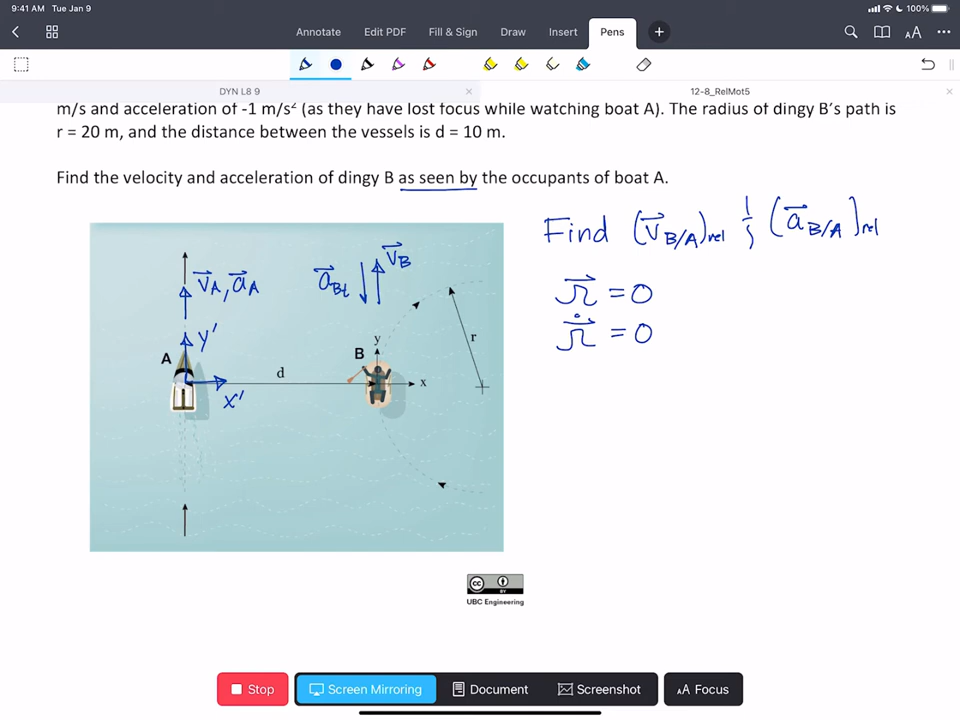 9:41 AM Tue Jan 9
100%
Annotate Edit PDF Fill & Sign Draw Insert Pens
AA
DYN L8 9
12-8_RelMot5
m/s and acceleration of -1 m/s² (as they have lost focus while watching boat A). The radius of dingy B's path is
r = 20 m, and the distance between the vessels is d = 10 m.
Find the velocity and acceleration of dingy B as seen by the occupants of boat A.
Find (v⃗B/A)rel & (a⃗B/A)rel
Ω⃗ = 0
Ω⃗̇ = 0
v⃗A, a⃗A
a⃗Bt
v⃗B
y'
A
x'
d
B
y
x
r
cc
BY
UBC Engineering
Stop
Screen Mirroring
Document
Screenshot
AA Focus